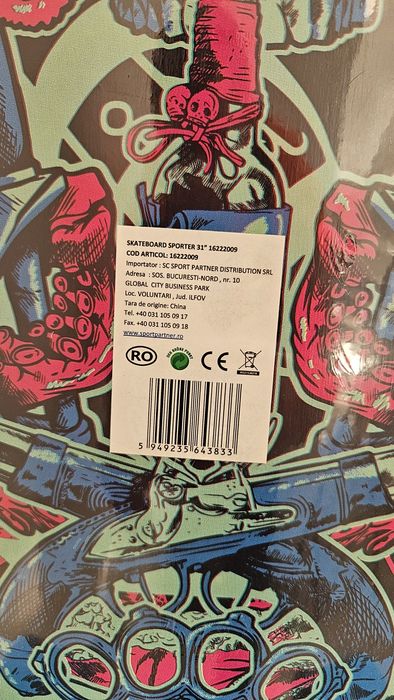 SKATEBOARD SPORTER 31" 16222009
COD ARTICOL: 16222009
Importator : SC SPORT PARTNER DISTRIBUTION SRL
Adresa : SOS. BUCURESTI-NORD , nr. 10
GLOBAL CITY BUSINESS PARK
Loc. VOLUNTARI , Jud. ILFOV
Tara de origine: China
Tel. +40 031 105 09 17
Fax. +40 031 105 09 18
www.sportpartner.ro
RO
CE
5 949235 643833